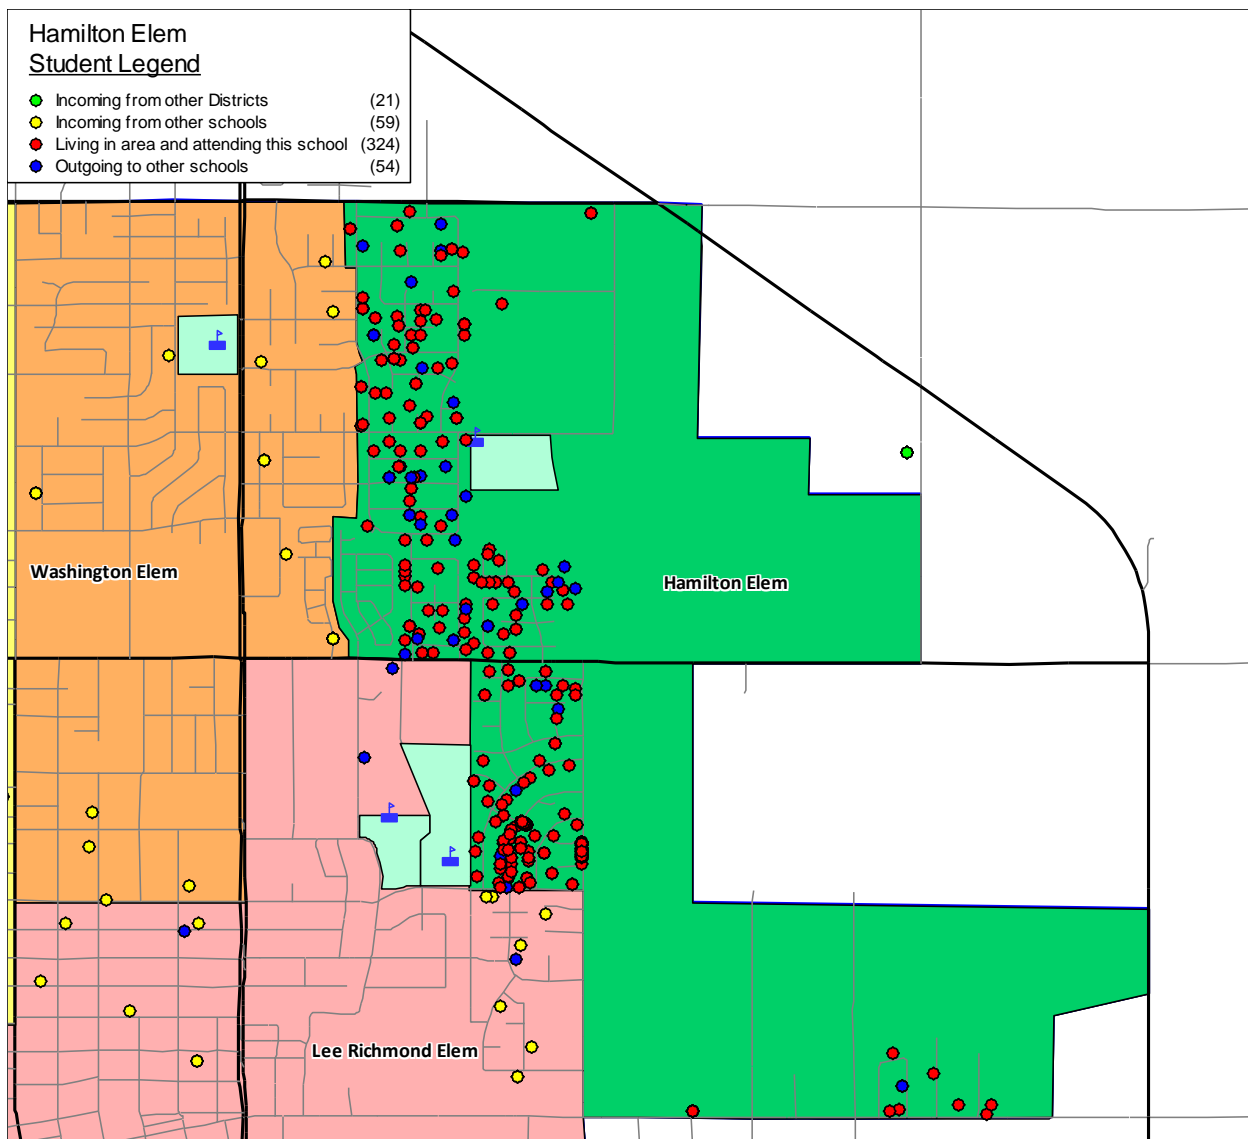 Hamilton Elem
Student Legend
Incoming from other Districts (21)
Incoming from other schools (59)
Living in area and attending this school (324)
Outgoing to other schools (54)
Washington Elem
Hamilton Elem
Lee Richmond Elem